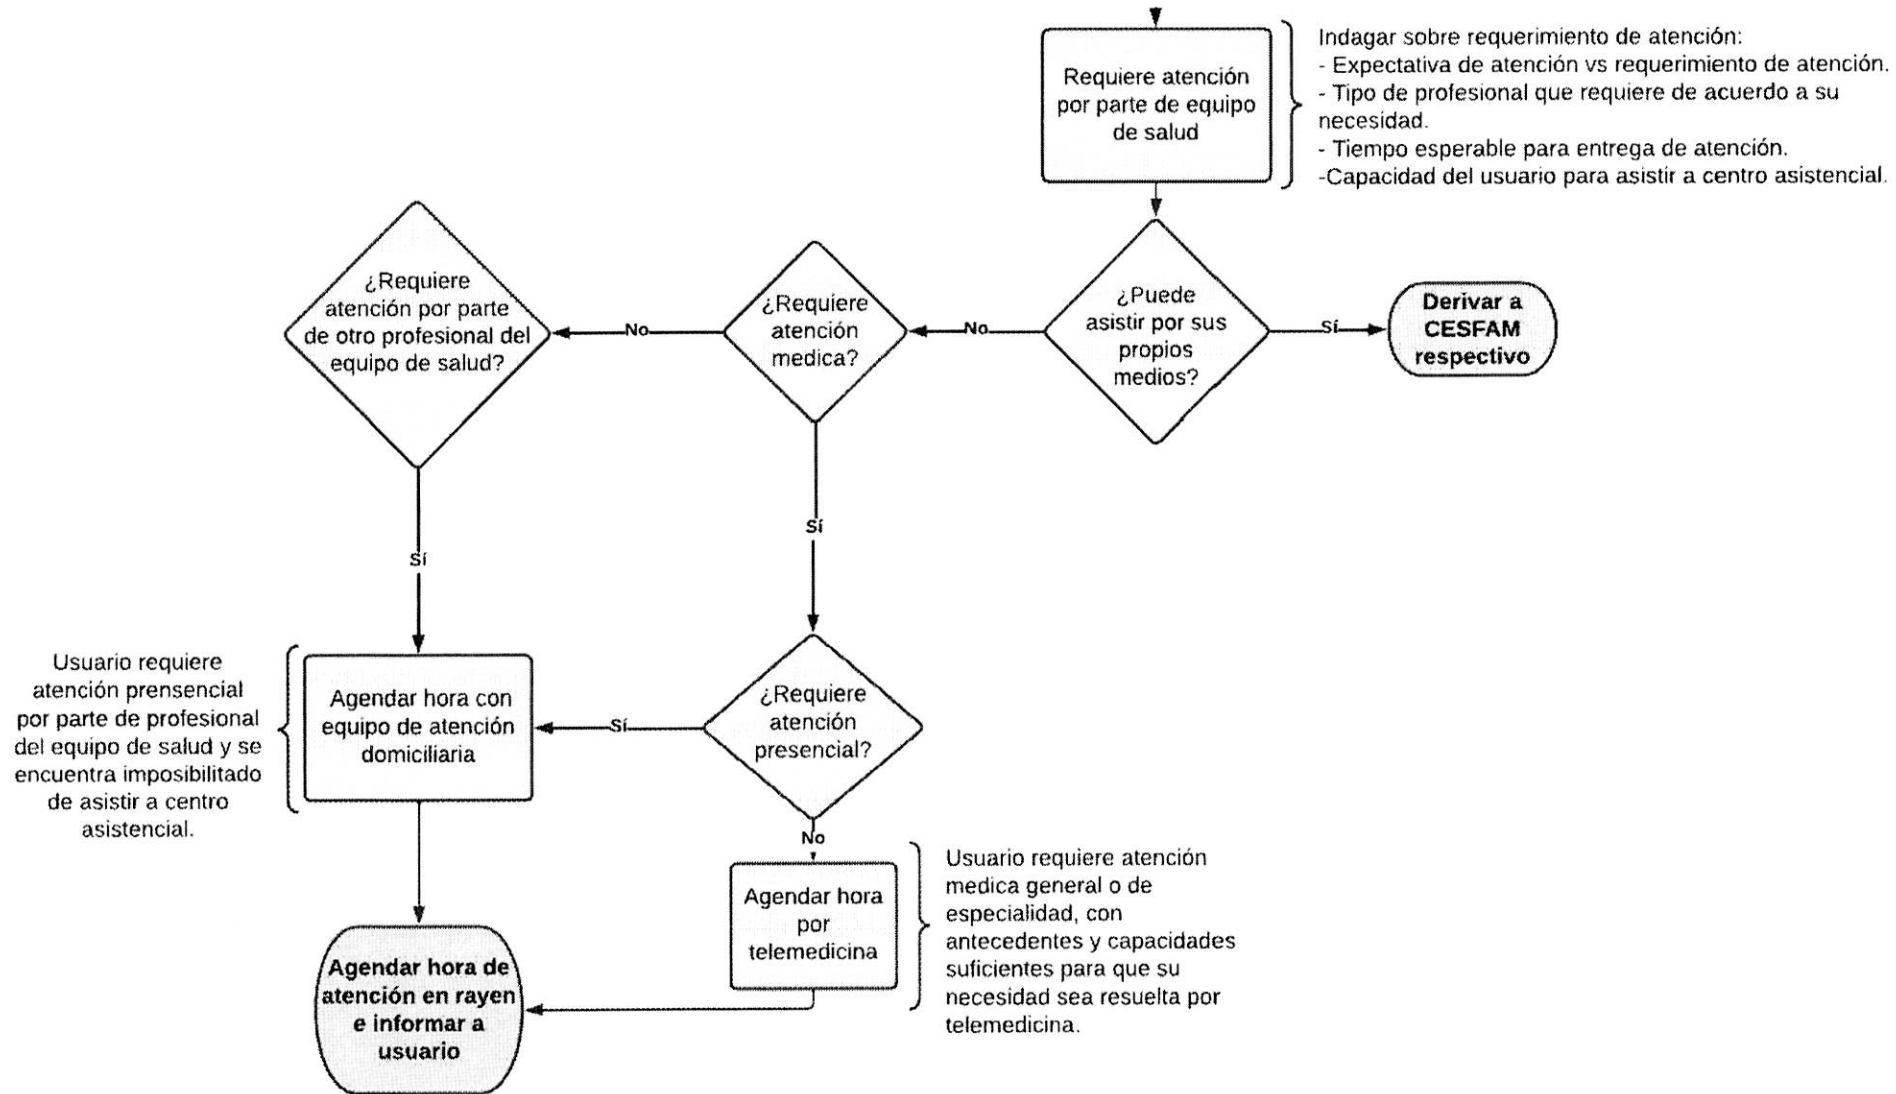 Requiere atención
por parte de equipo
de salud
Indagar sobre requerimiento de atención:
- Expectativa de atención vs requerimiento de atención.
- Tipo de profesional que requiere de acuerdo a su
necesidad.
- Tiempo esperable para entrega de atención.
-Capacidad del usuario para asistir a centro asistencial.
¿Puede
asistir por sus
propios
medios?
Sí
Derivar a
CESFAM
respectivo
No
¿Requiere
atención
medica?
No
¿Requiere
atención por parte
de otro profesional del
equipo de salud?
Sí
Sí
Usuario requiere
atención prensencial
por parte de profesional
del equipo de salud y se
encuentra imposibilitado
de asistir a centro
asistencial.
Agendar hora con
equipo de atención
domiciliaria
Sí
¿Requiere
atención
presencial?
No
Agendar hora
por
telemedicina
Usuario requiere atención
medica general o de
especialidad, con
antecedentes y capacidades
suficientes para que su
necesidad sea resuelta por
telemedicina.
Agendar hora de
atención en rayen
e informar a
usuario